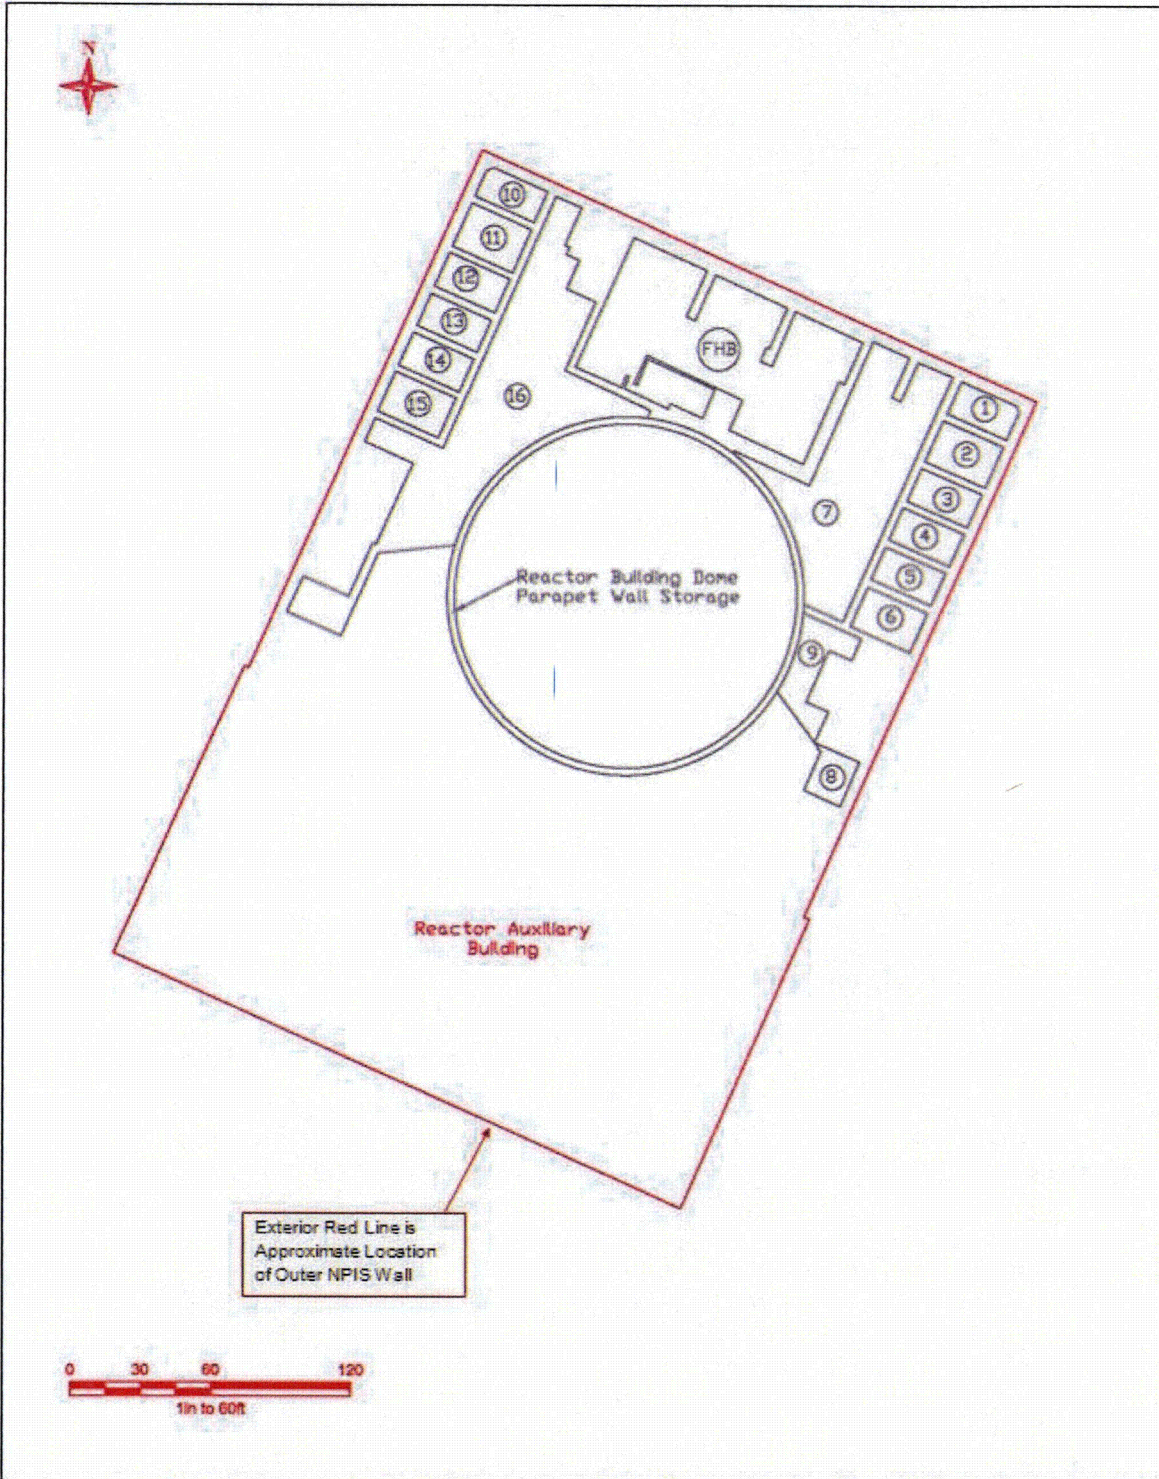 N
10
11
12
13
14
15
16
FHB
1
2
3
4
5
6
7
Reactor Building Dome
Parapet Wall Storage
9
8
Reactor Auxiliary
Building
Exterior Red Line is
Approximate Location
of Outer NPIS Wall
0 30 60 120
1in to 60ft